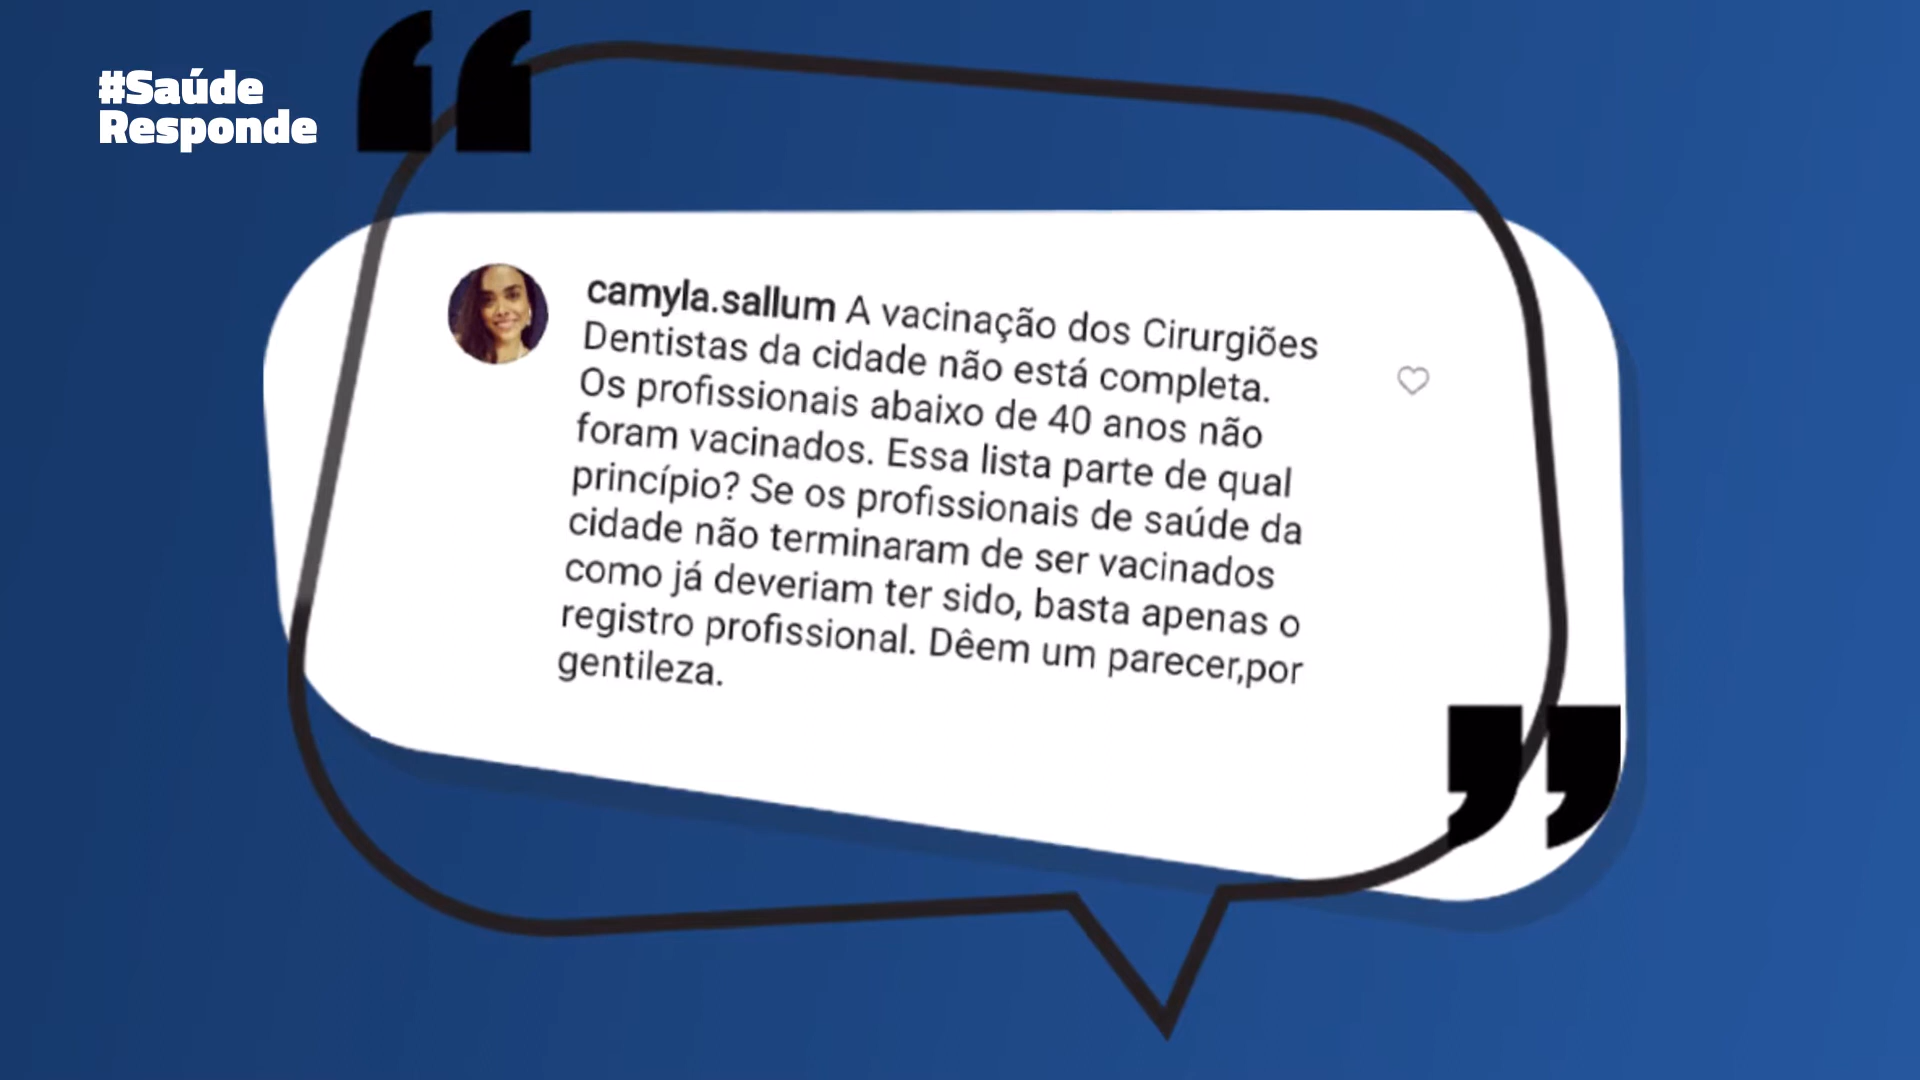 #Saúde
Responde
camyla.sallum A vacinação dos Cirurgiões
Dentistas da cidade não está completa.
Os profissionais abaixo de 40 anos não
foram vacinados. Essa lista parte de qual
princípio? Se os profissionais de saúde da
cidade não terminaram de ser vacinados
como já deveriam ter sido, basta apenas o
registro profissional. Dêem um parecer,por
gentileza.